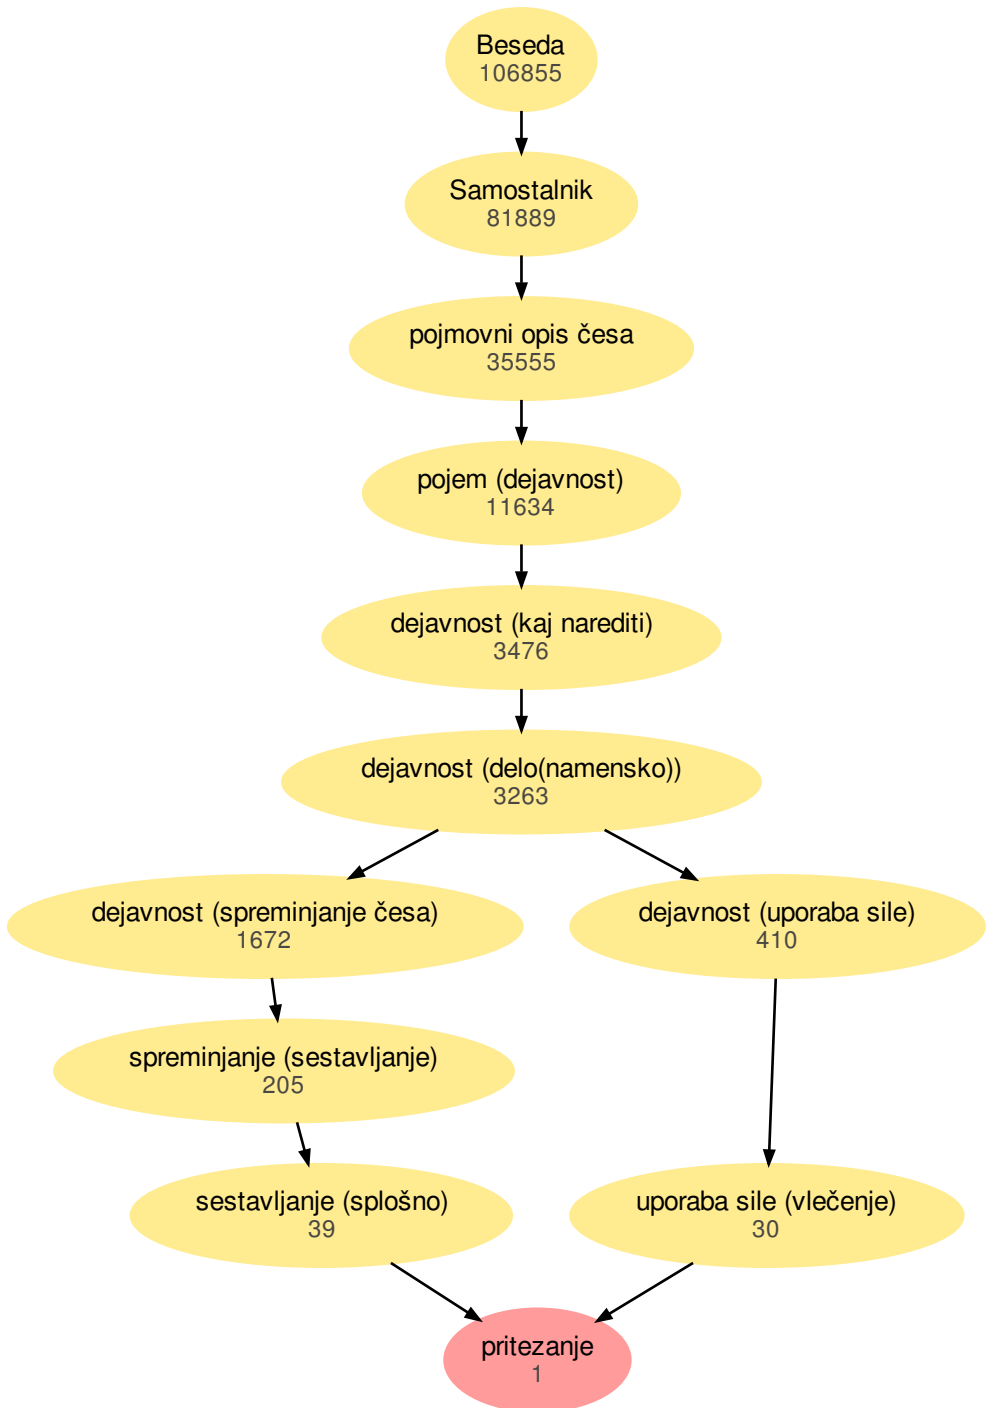 Beseda
106855
Samostalnik
81889
pojmovni opis česa
35555
pojem (dejavnost)
11634
dejavnost (kaj narediti)
3476
dejavnost (delo(namensko))
3263
dejavnost (spreminjanje česa)
1672
dejavnost (uporaba sile)
410
spreminjanje (sestavljanje)
205
sestavljanje (splošno)
39
uporaba sile (vlečenje)
30
pritezanje
1